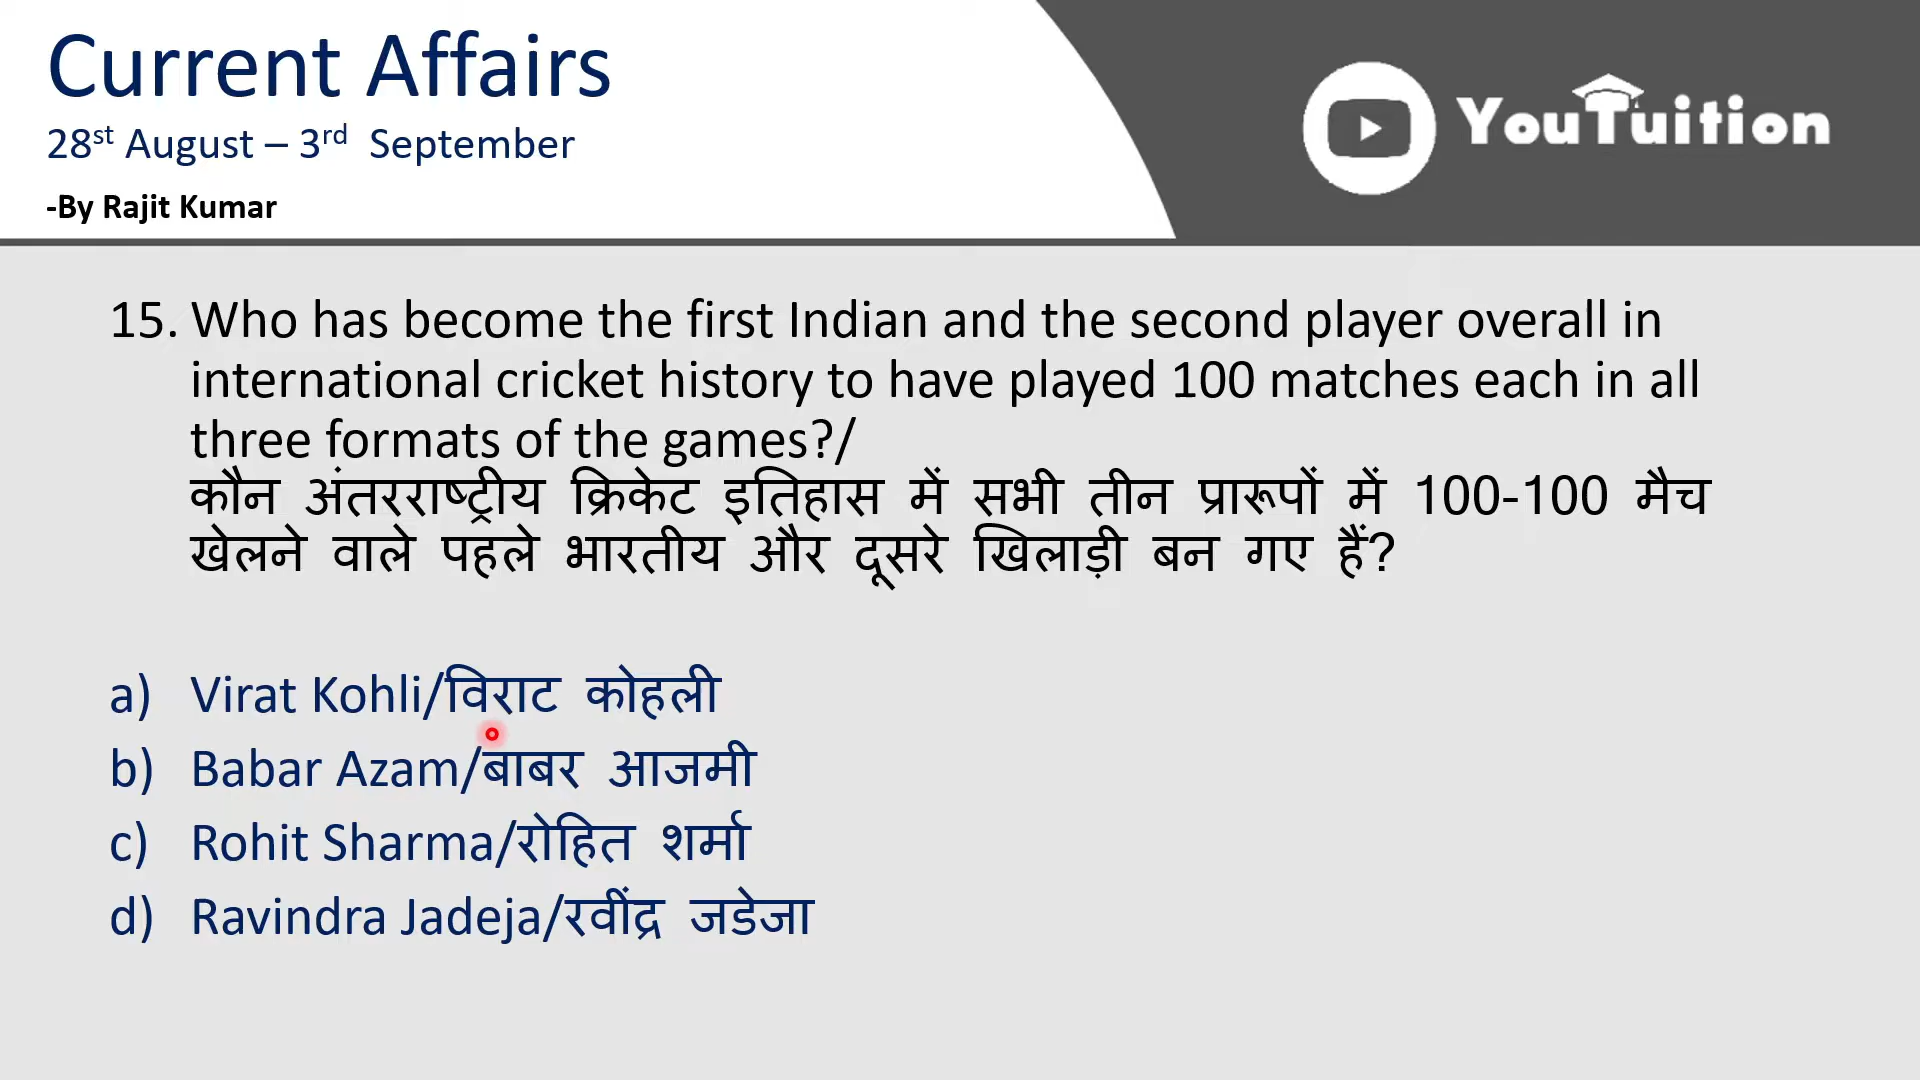 Current Affairs
28st August – 3rd September
-By Rajit Kumar
YouTuition
15. Who has become the first Indian and the second player overall in
international cricket history to have played 100 matches each in all
three formats of the games?/
कौन अंतरराष्ट्रीय क्रिकेट इतिहास में सभी तीन प्रारूपों में 100-100 मैच
खेलने वाले पहले भारतीय और दूसरे खिलाड़ी बन गए हैं?
a) Virat Kohli/विराट कोहली
b) Babar Azam/बाबर आजमी
c) Rohit Sharma/रोहित शर्मा
d) Ravindra Jadeja/रवींद्र जडेजा